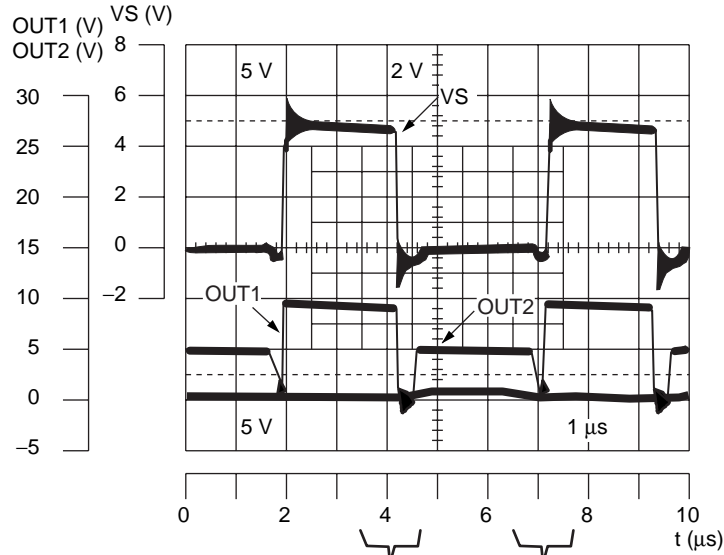 OUT1 (V) VS (V)
OUT2 (V)
8
30 6
25 4
20 2
15 0
10 −2
5
0
−5
5 V 2 V
VS
OUT1 OUT2
5 V 1 μs
0 2 4 6 8 10
t (μs)